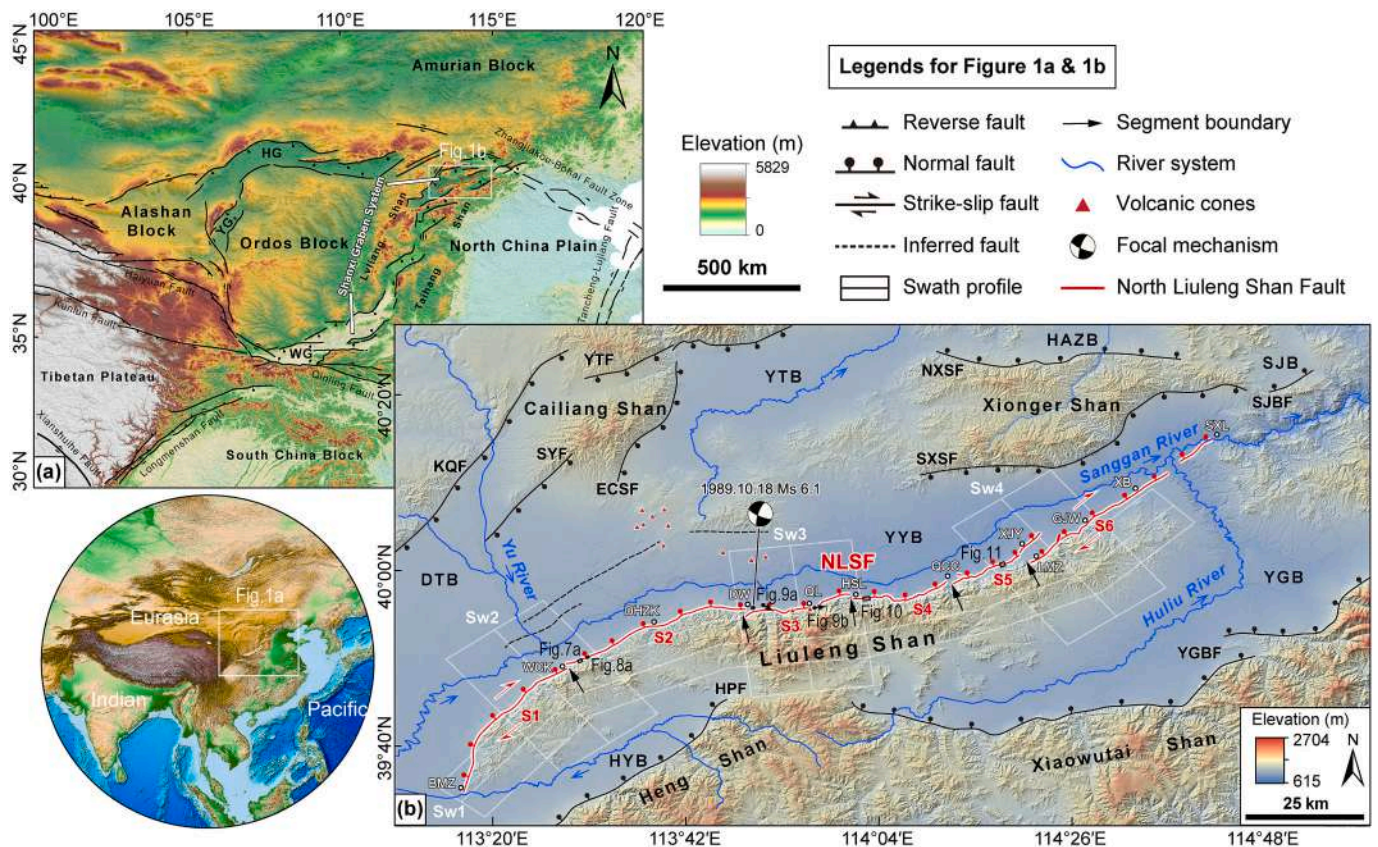 100°E
105°E
110°E
115°E
120°E
45°N
40°N
35°N
30°N
Amurian Block
N
Zhangjiakou-Bohai Fault Zone
Fig.1b
HG
Alashan
Block
YG
Ordos Block
Shanxi Graben System
Lvliang Shan
Taihang Shan
North China Plain
Tancheng-Lujiang Fault
Haiyuan Fault
Kunlun Fault
WG
Qinling Fault
Tibetan Plateau
Xianshuihe Fault
Longmenshan Fault
South China Block
(a)
Legends for Figure 1a & 1b
Elevation (m)
5829
0
500 km
Reverse fault
Normal fault
Strike-slip fault
Inferred fault
Swath profile
Segment boundary
River system
Volcanic cones
Focal mechanism
North Liuleng Shan Fault
Fig.1a
Eurasia
Indian
Pacific
40°20'N
40°00'N
39°40'N
YTF
YTB
HAZB
NXSF
SJB
SJBF
Cailiang Shan
Xionger Shan
KQF
SYF
ECSF
SXSF
Sanggan River
SXL
1989.10.18 Ms 6.1
Sw4
XB
GJW
S6
Sw3
NLSF
YYB
XJY
Yu River
DTB
Fig.11
S5
LMZ
Huliu River
YGB
Sw2
DHZK
S2
DW
Fig.9a
QL
HSL
S3
Fig.9b
Fig.10
S4
Liuleng Shan
Fig.7a
Fig.8a
S1
HPF
YGBF
HYB
Heng Shan
Xiaowutai Shan
BMZ
Sw1
(b)
Elevation (m)
2704
615
N
25 km
113°20'E
113°42'E
114°04'E
114°26'E
114°48'E